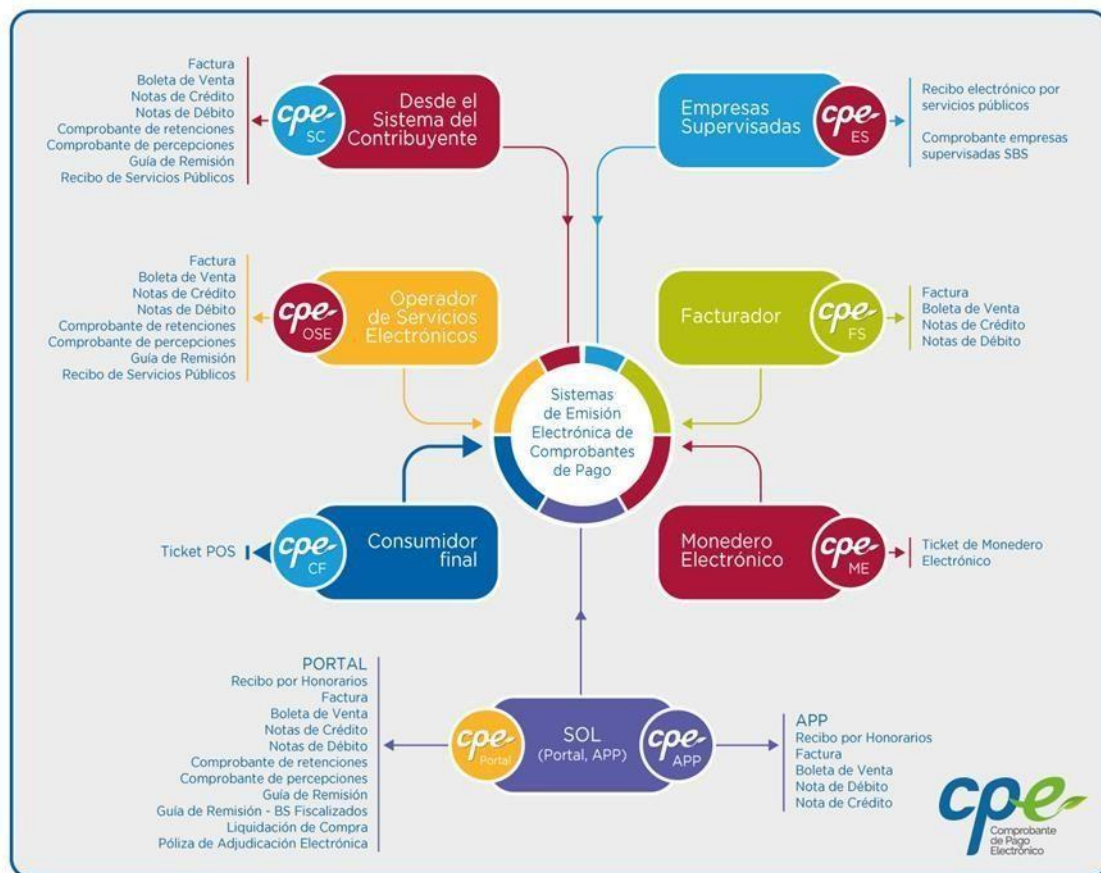 Factura
Boleta de Venta
Notas de Crédito
Notas de Débito
Comprobante de retenciones
Comprobante de percepciones
Guía de Remisión
Recibo de Servicios Públicos
cpe
SC
Desde el
Sistema del
Contribuyente
Empresas
Supervisadas
cpe
ES
Recibo electrónico por
servicios públicos
Comprobante empresas
supervisadas SBS
Factura
Boleta de Venta
Notas de Crédito
Notas de Débito
Comprobante de retenciones
Comprobante de percepciones
Guía de Remisión
Recibo de Servicios Públicos
cpe
OSE
Operador
de Servicios
Electrónicos
Facturador
cpe
FS
Factura
Boleta de Venta
Notas de Crédito
Notas de Débito
Sistemas
de Emisión
Electrónica de
Comprobantes
de Pago
Ticket POS
cpe
CF
Consumidor
final
Monedero
Electrónico
cpe
ME
Ticket de Monedero
Electrónico
PORTAL
Recibo por Honorarios
Factura
Boleta de Venta
Notas de Crédito
Notas de Débito
Comprobante de retenciones
Comprobante de percepciones
Guía de Remisión
Guía de Remisión - BS Fiscalizados
Liquidación de Compra
Póliza de Adjudicación Electrónica
cpe
Portal
SOL
(Portal, APP)
cpe
APP
APP
Recibo por Honorarios
Factura
Boleta de Venta
Nota de Débito
Nota de Crédito
cpe
Comprobante
de Pago
Electrónico